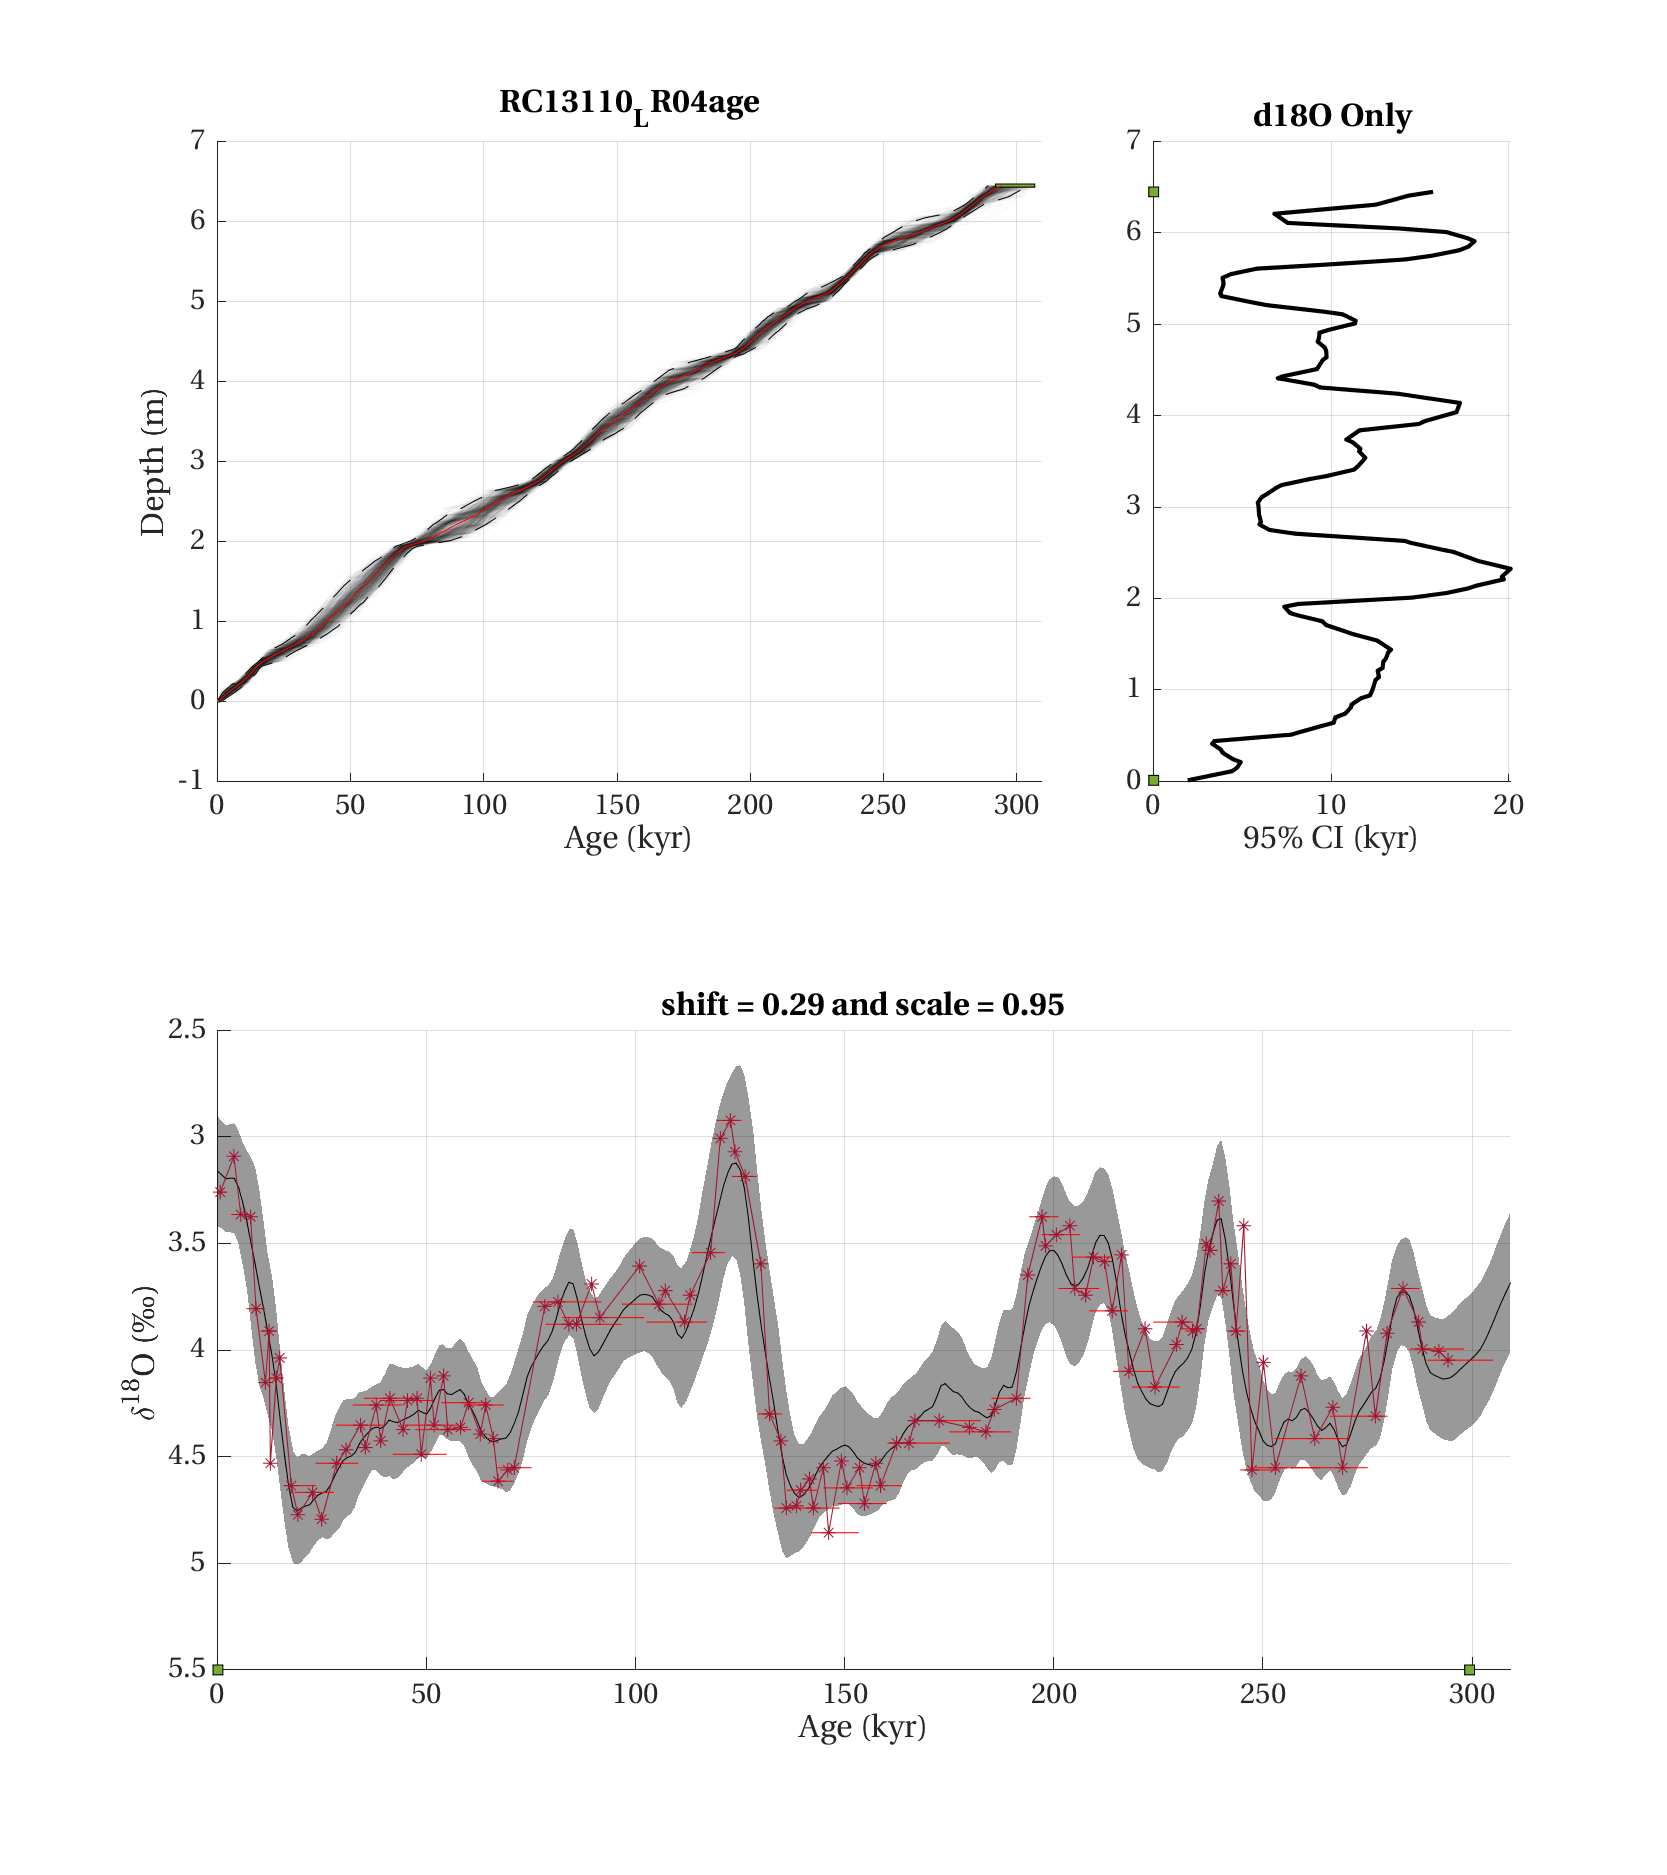 RC13110_L R04age
7
6
5
4
3
2
1
0
-1
Depth (m)
0 50 100 150 200 250 300
Age (kyr)
d18O Only
7
6
5
4
3
2
1
0
0 10 20
95% CI (kyr)
shift = 0.29 and scale = 0.95
2.5
3
3.5
4
4.5
5
5.5
δ18O (‰)
0 50 100 150 200 250 300
Age (kyr)